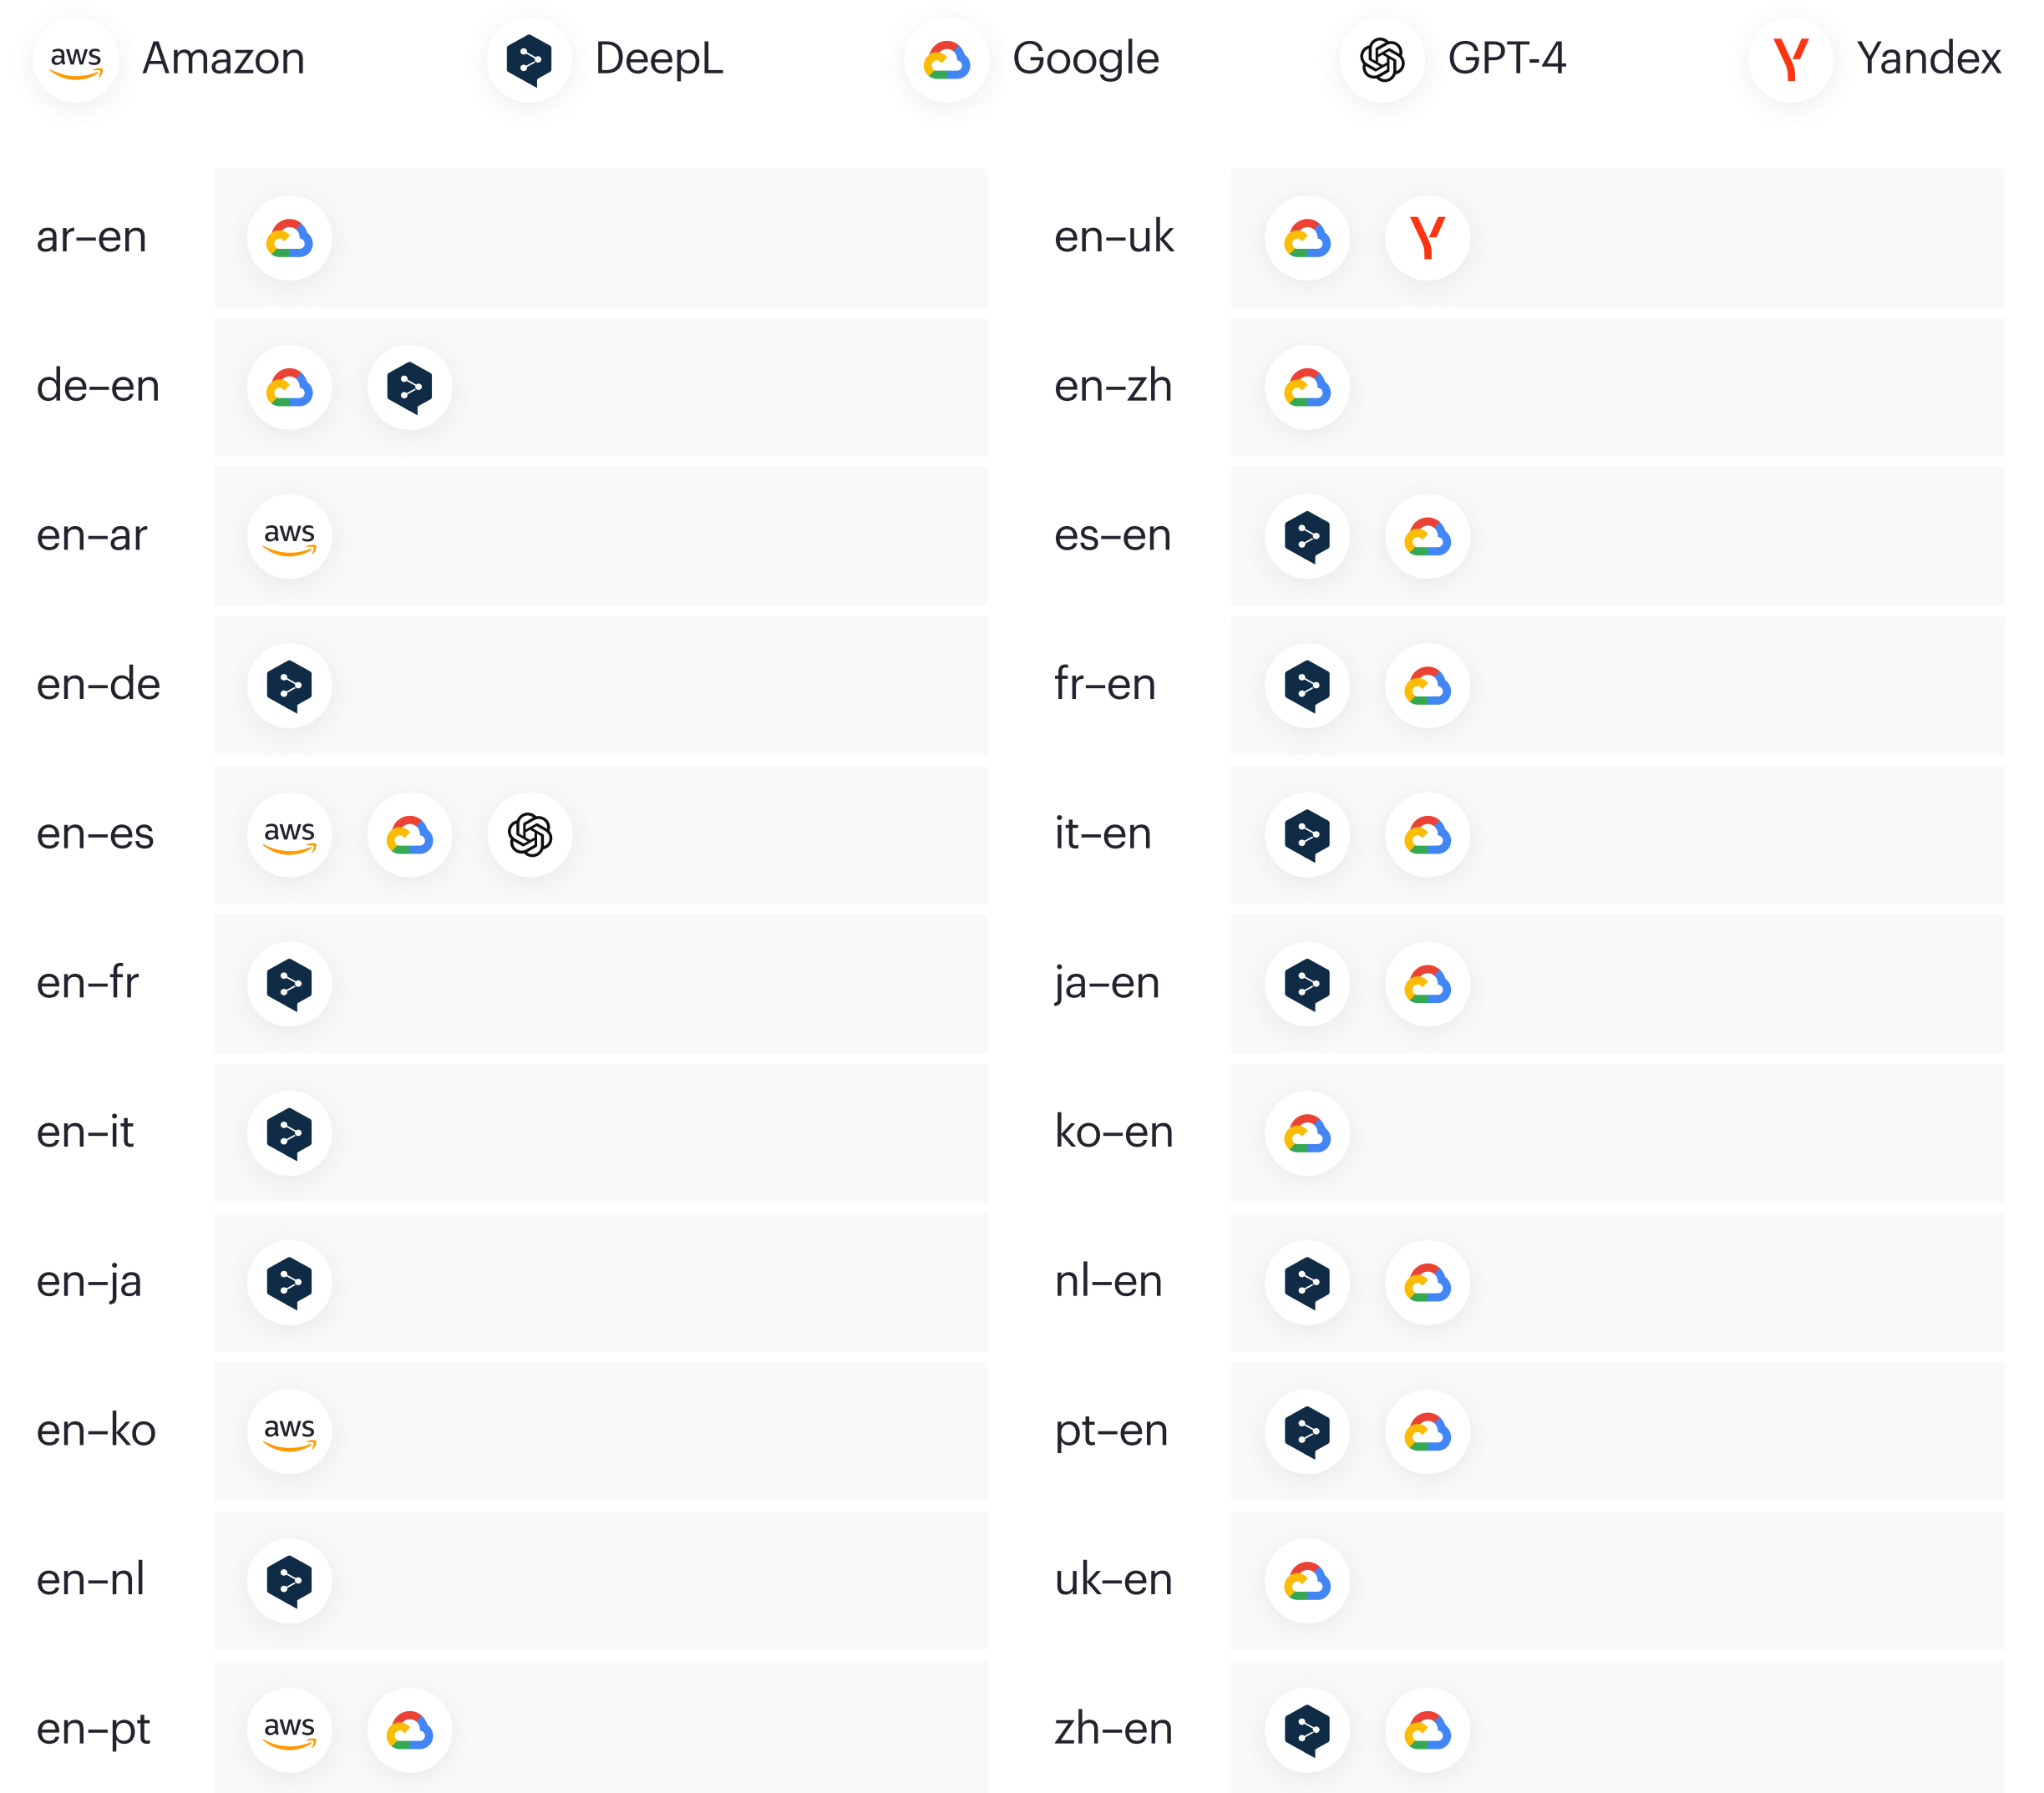 aws Amazon DeepL Google GPT-4 Yandex
ar–en
en–uk
de–en
en–zh
en–ar aws
es–en
en–de
fr–en
en–es aws
it–en
en–fr
ja–en
en–it
ko–en
en–ja
nl–en
en–ko aws
pt–en
en–nl
uk–en
en–pt aws
zh–en